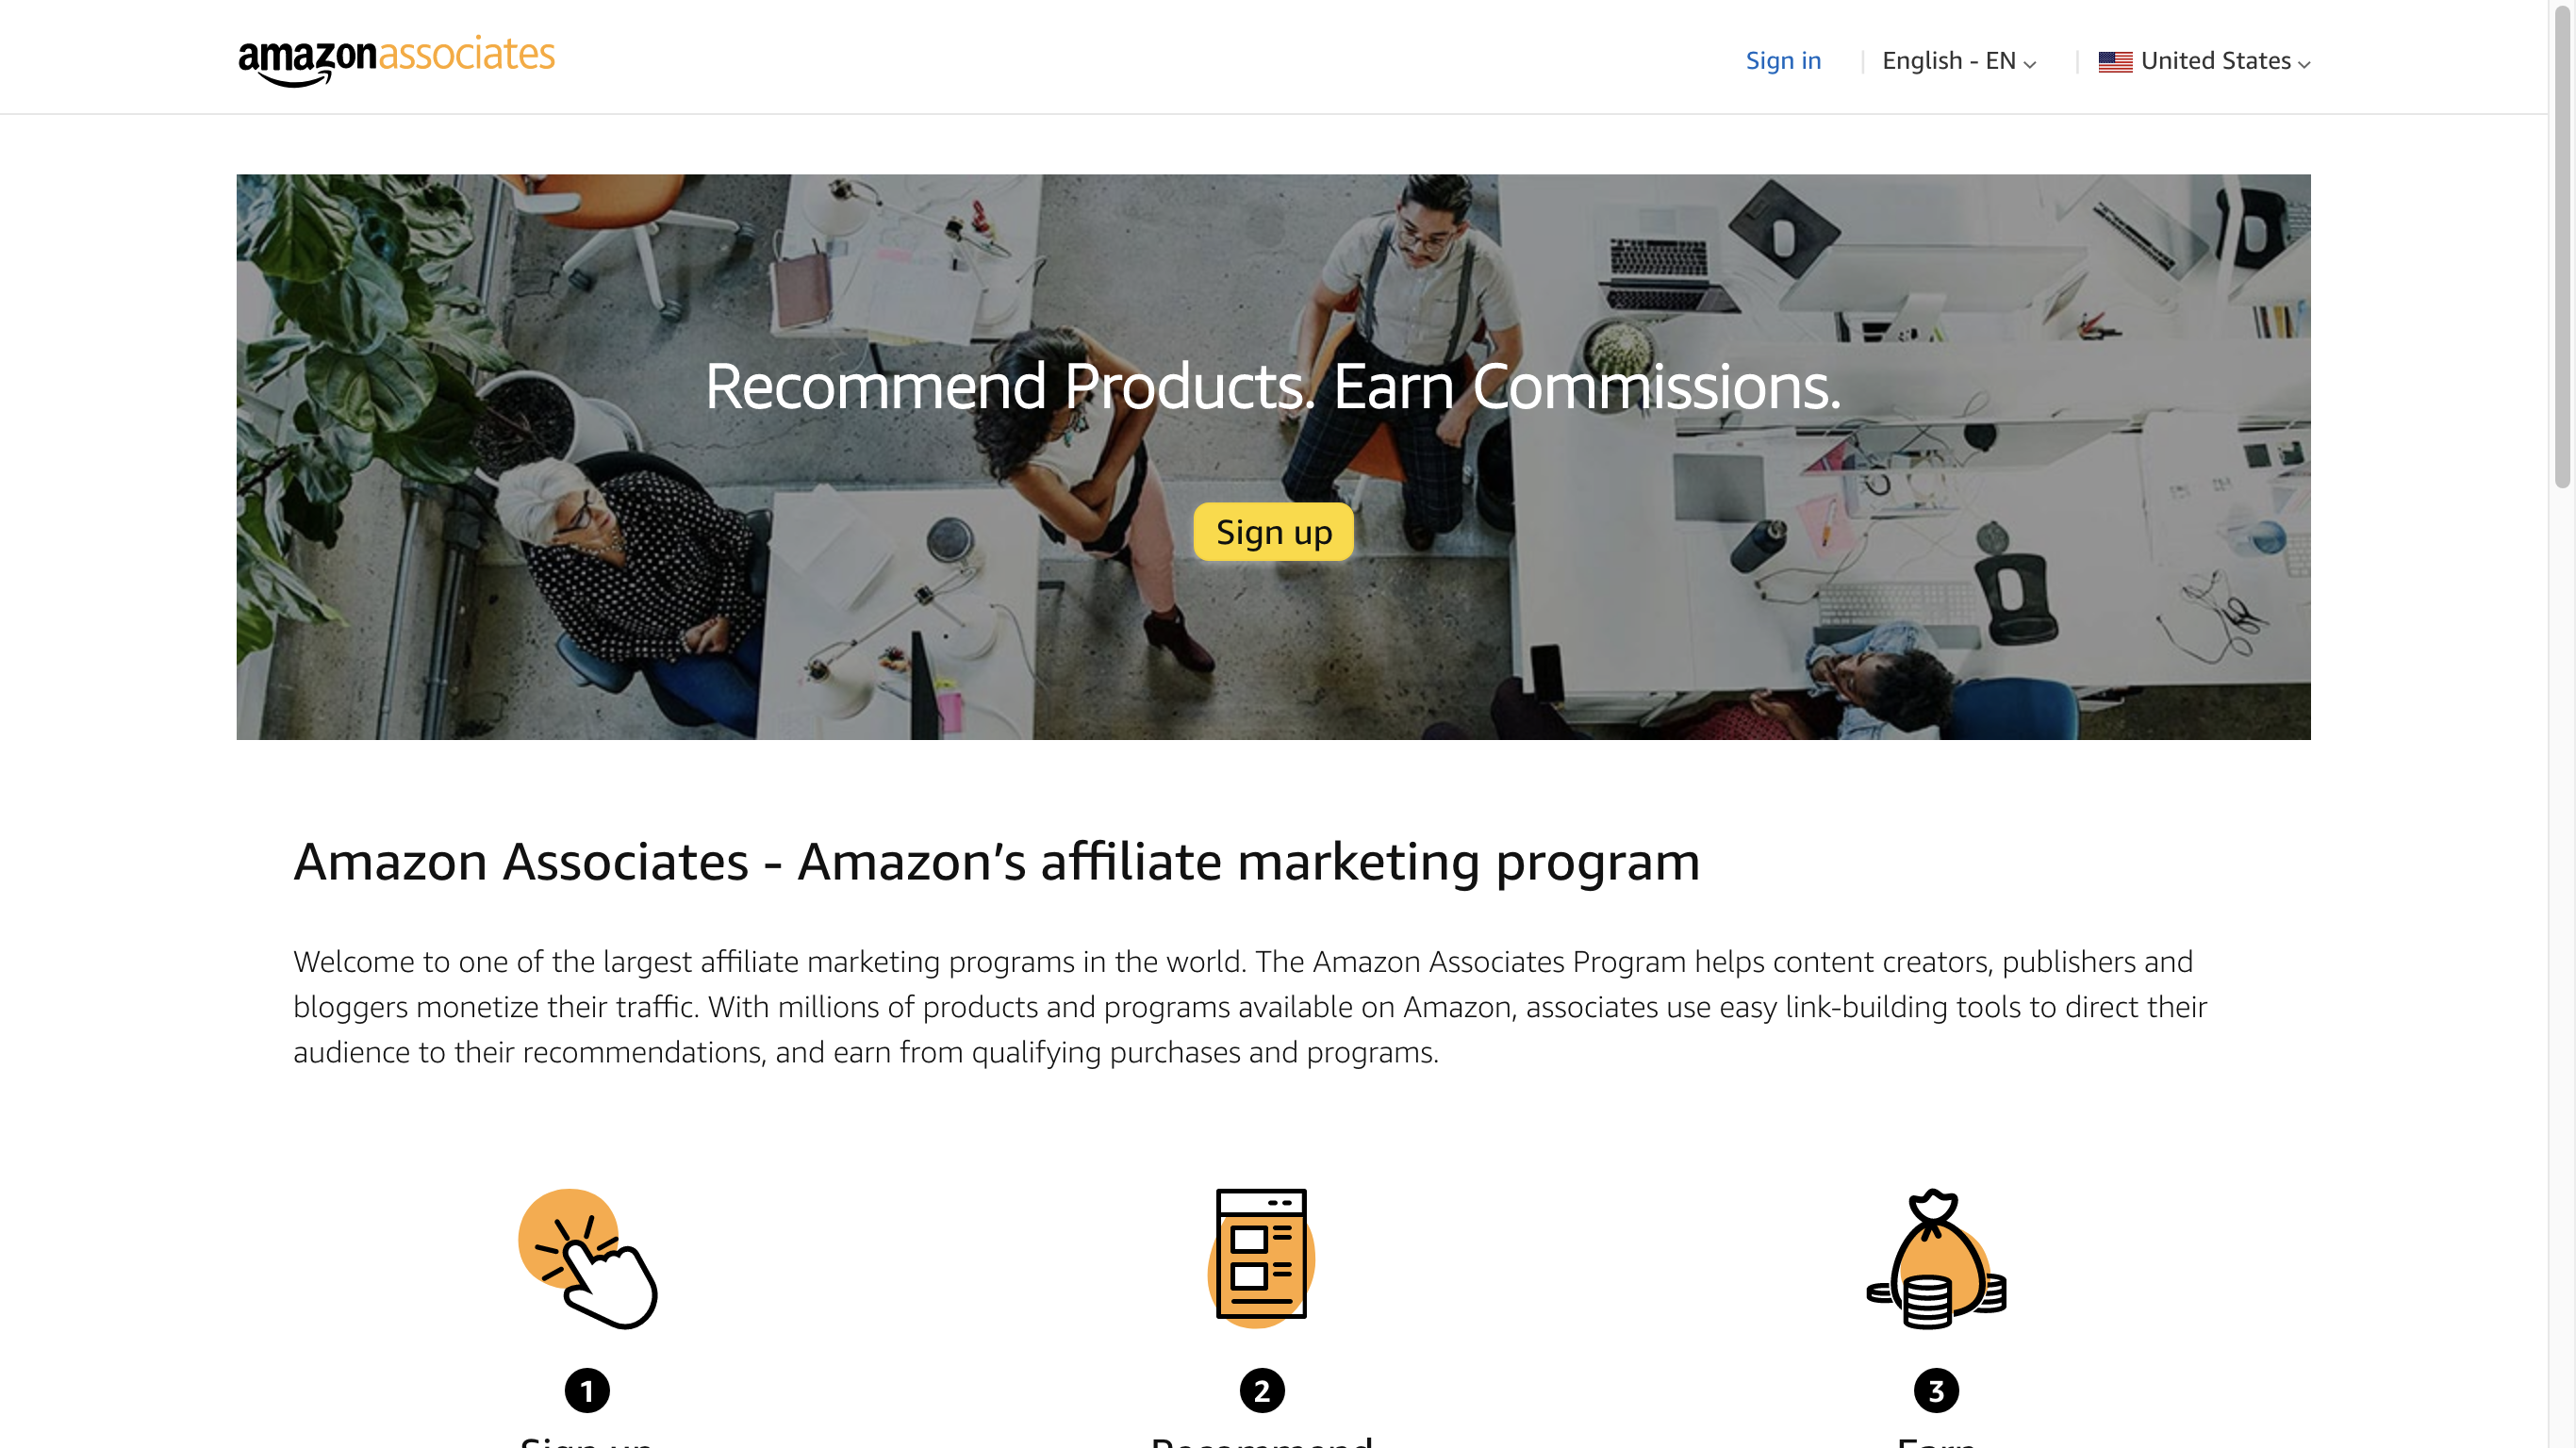 amazonassociates
Sign in
English - EN
United States
Recommend Products. Earn Commissions.
Sign up
Amazon Associates - Amazon’s affiliate marketing program
Welcome to one of the largest affiliate marketing programs in the world. The Amazon Associates Program helps content creators, publishers and
bloggers monetize their traffic. With millions of products and programs available on Amazon, associates use easy link-building tools to direct their
audience to their recommendations, and earn from qualifying purchases and programs.
1
2
3
Sign up
Recommend
Earn